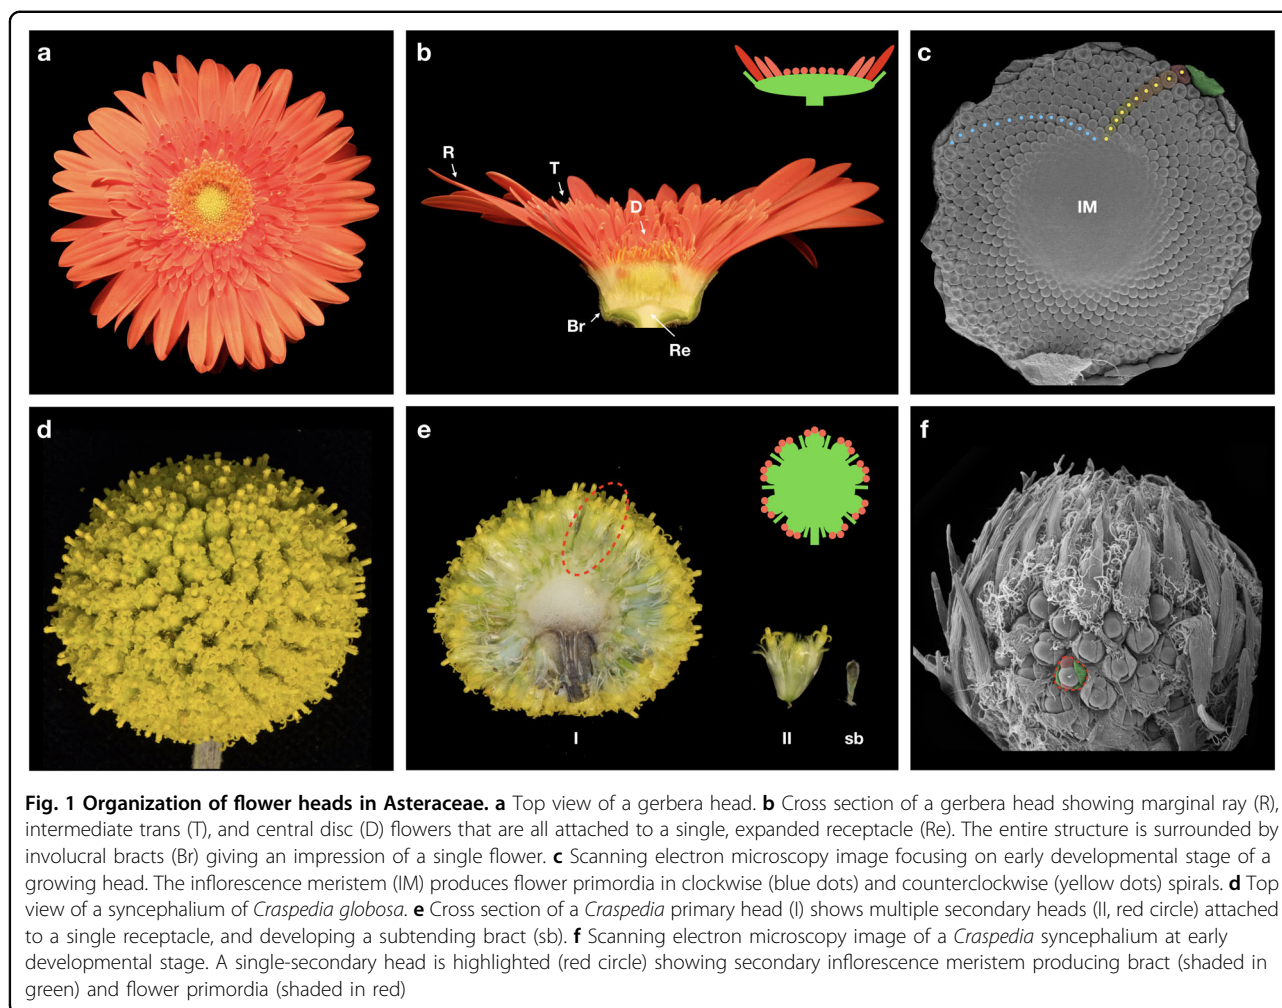 a
b
R
T
D
Br
Re
c
IM
d
e
I
II
sb
f
Fig. 1 Organization of flower heads in Asteraceae. a Top view of a gerbera head. b Cross section of a gerbera head showing marginal ray (R),
intermediate trans (T), and central disc (D) flowers that are all attached to a single, expanded receptacle (Re). The entire structure is surrounded by
involucral bracts (Br) giving an impression of a single flower. c Scanning electron microscopy image focusing on early developmental stage of a
growing head. The inflorescence meristem (IM) produces flower primordia in clockwise (blue dots) and counterclockwise (yellow dots) spirals. d Top
view of a syncephalium of Craspedia globosa. e Cross section of a Craspedia primary head (I) shows multiple secondary heads (II, red circle) attached
to a single receptacle, and developing a subtending bract (sb). f Scanning electron microscopy image of a Craspedia syncephalium at early
developmental stage. A single-secondary head is highlighted (red circle) showing secondary inflorescence meristem producing bract (shaded in
green) and flower primordia (shaded in red)